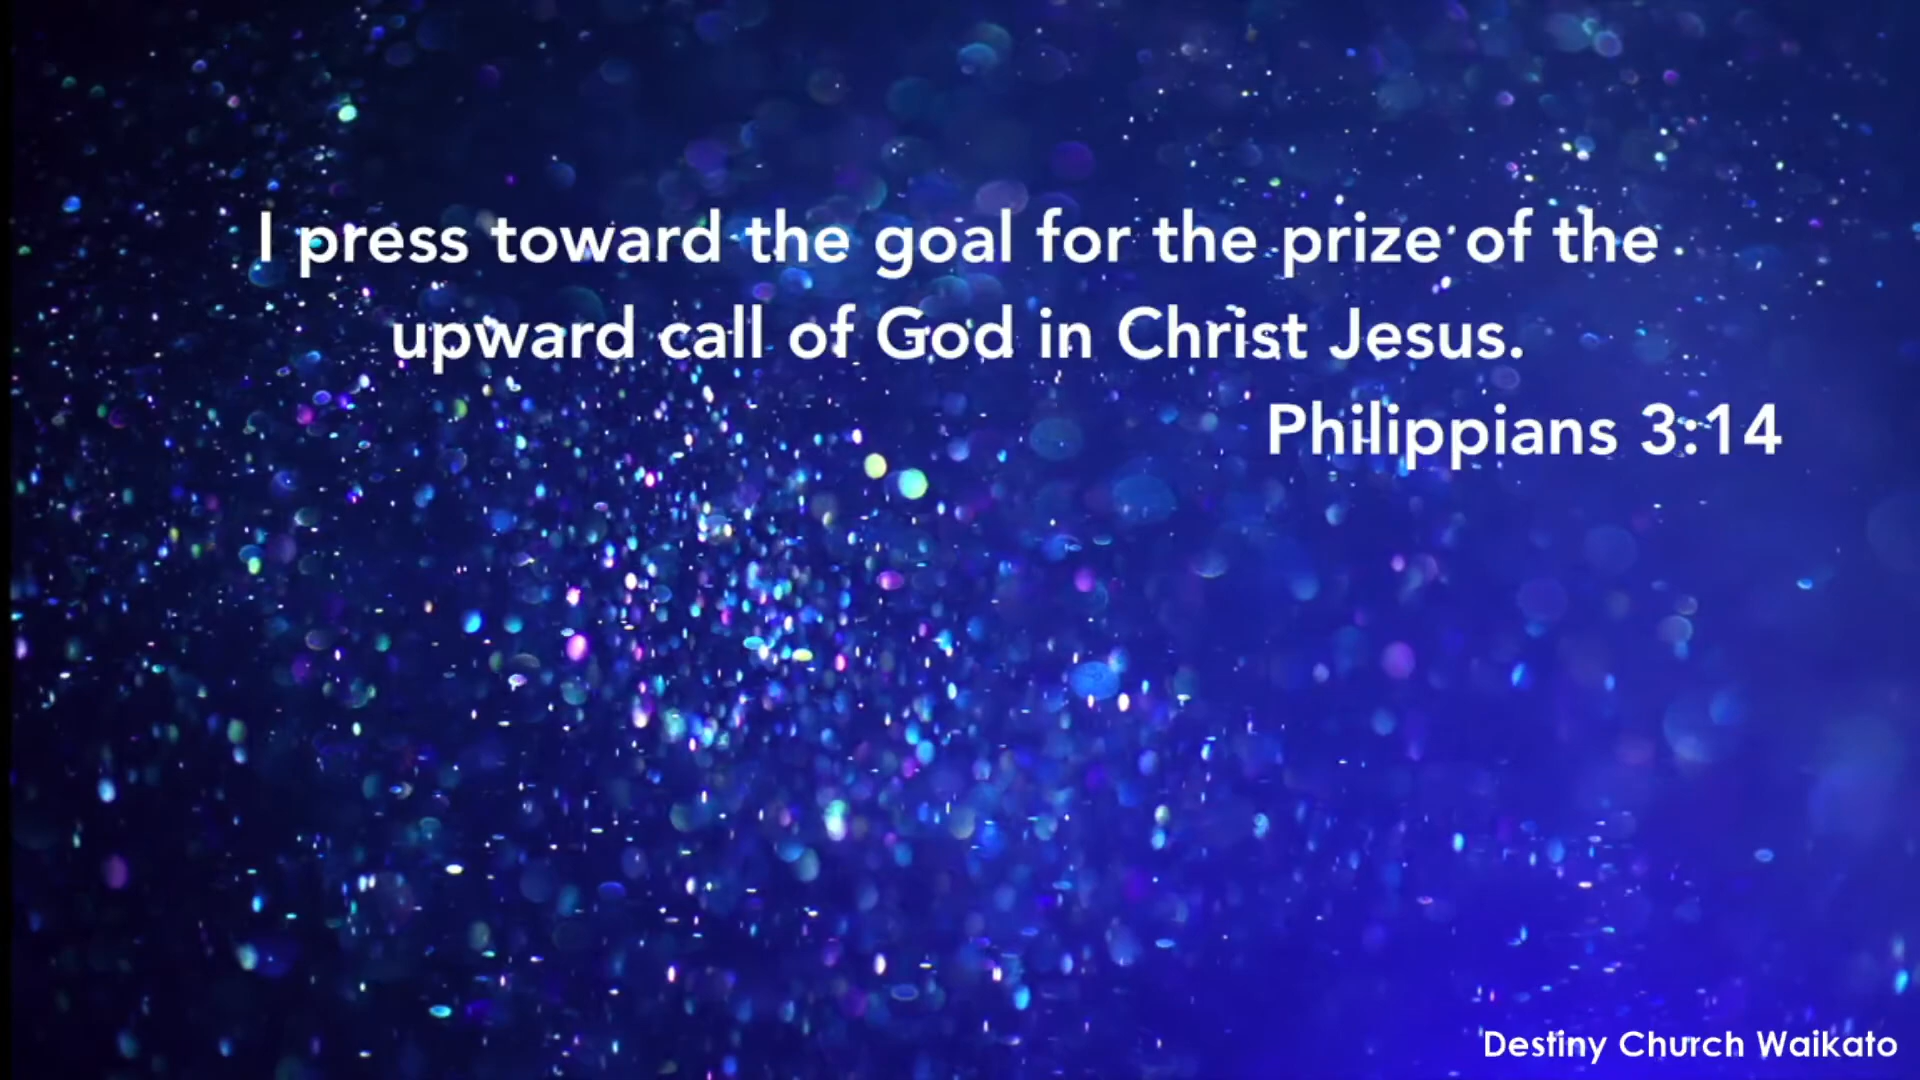 I press toward the goal for the prize of the
upward call of God in Christ Jesus.
Philippians 3:14
Destiny Church Waikato